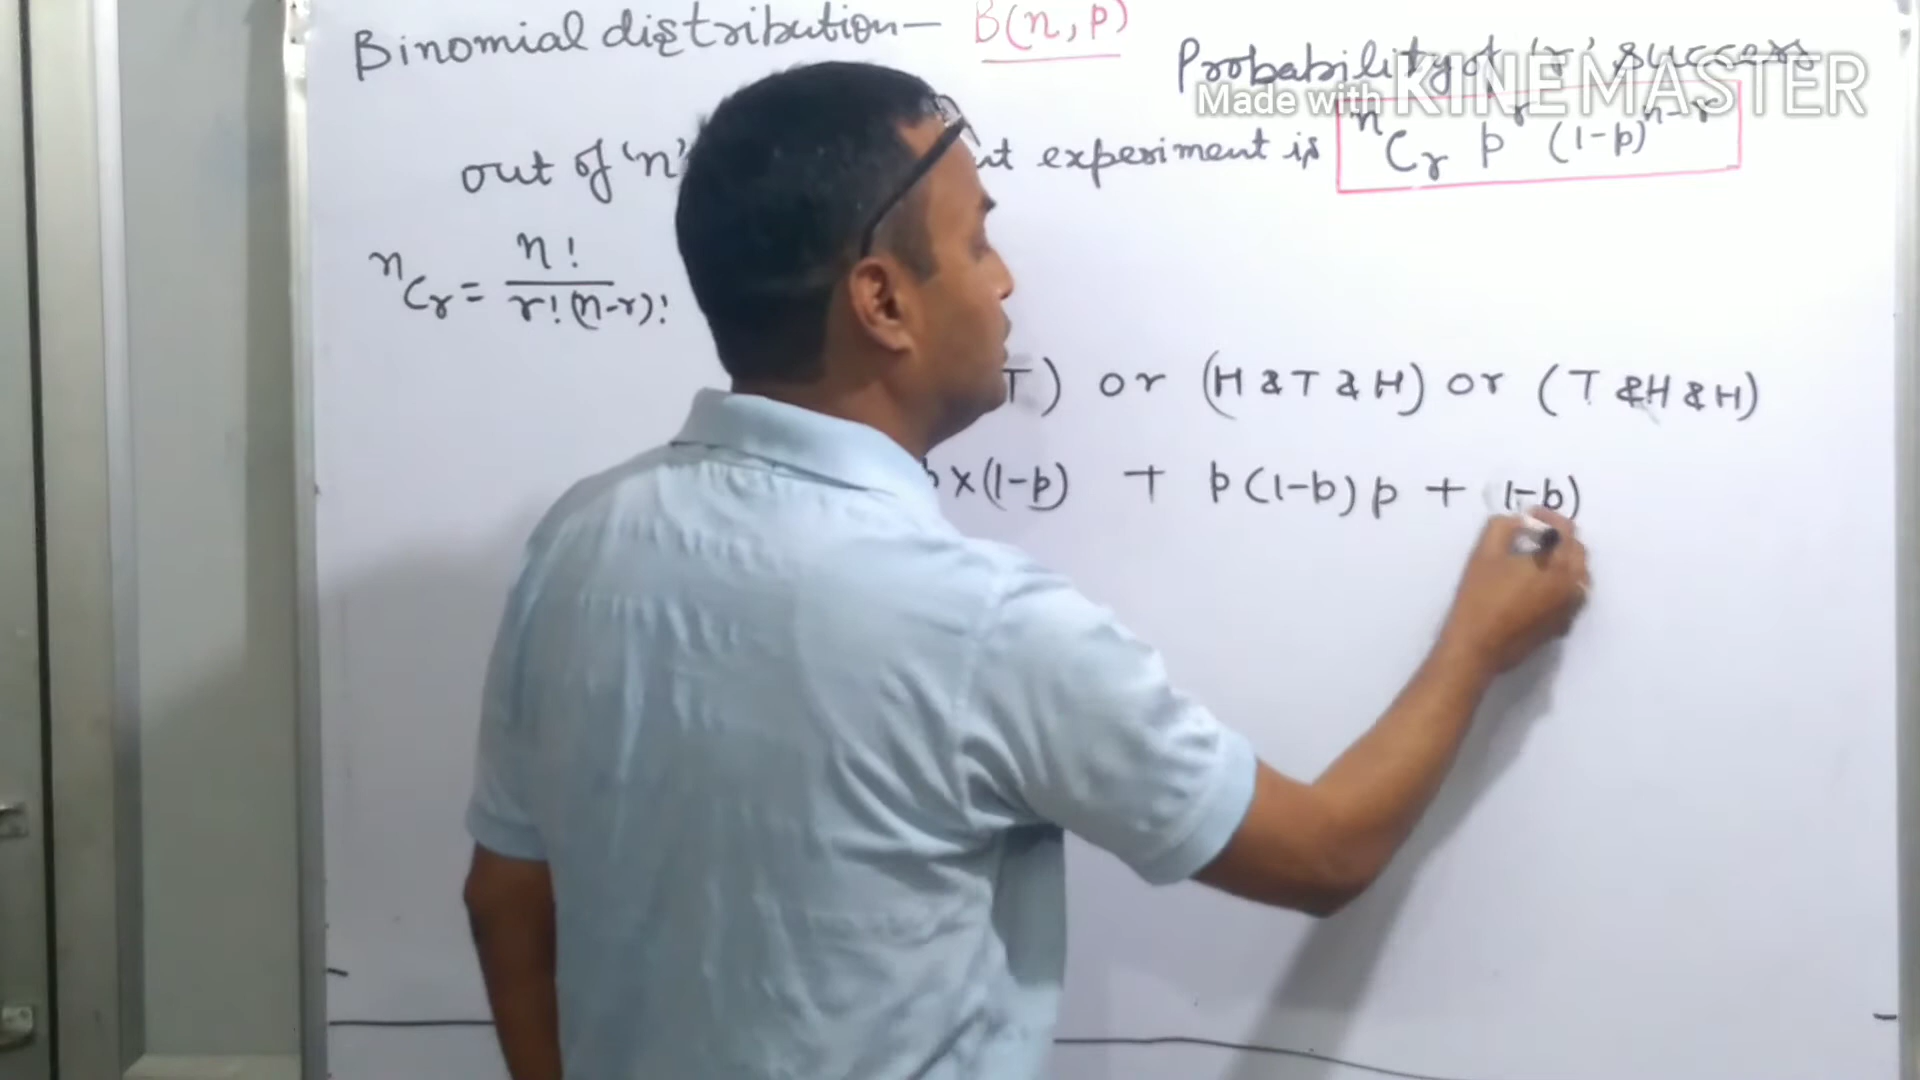 Binomial distribution— B(n, p)
Probability of 'r' success
Made with KINEMASTER
out of 'n' experiment is nCr p^r (1-p)^n-r
nCr = n! / r!(n-r)!
T) or (H & T & H) or (T & H & H)
×(1-p) + p(1-p)p + (1-p)